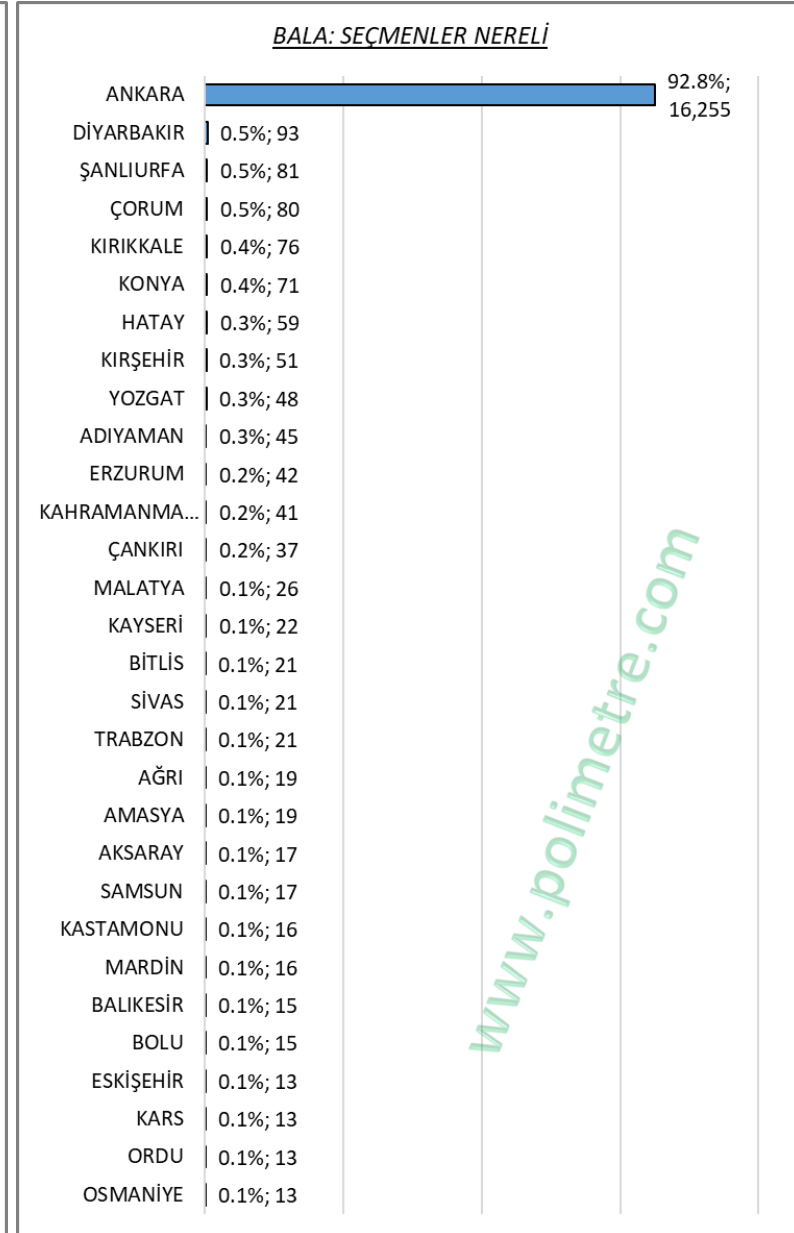 BALA: SEÇMENLER NERELİ
ANKARA 92.8%;
16,255
DİYARBAKIR 0.5%; 93
ŞANLIURFA 0.5%; 81
ÇORUM 0.5%; 80
KIRIKKALE 0.4%; 76
KONYA 0.4%; 71
HATAY 0.3%; 59
KIRŞEHİR 0.3%; 51
YOZGAT 0.3%; 48
ADIYAMAN 0.3%; 45
ERZURUM 0.2%; 42
KAHRAMANMA... 0.2%; 41
ÇANKIRI 0.2%; 37
MALATYA 0.1%; 26
KAYSERİ 0.1%; 22
BİTLİS 0.1%; 21
SİVAS 0.1%; 21
TRABZON 0.1%; 21
AĞRI 0.1%; 19
AMASYA 0.1%; 19
AKSARAY 0.1%; 17
SAMSUN 0.1%; 17
KASTAMONU 0.1%; 16
MARDİN 0.1%; 16
BALIKESİR 0.1%; 15
BOLU 0.1%; 15
ESKİŞEHİR 0.1%; 13
KARS 0.1%; 13
ORDU 0.1%; 13
OSMANİYE 0.1%; 13
www.polimetre.com